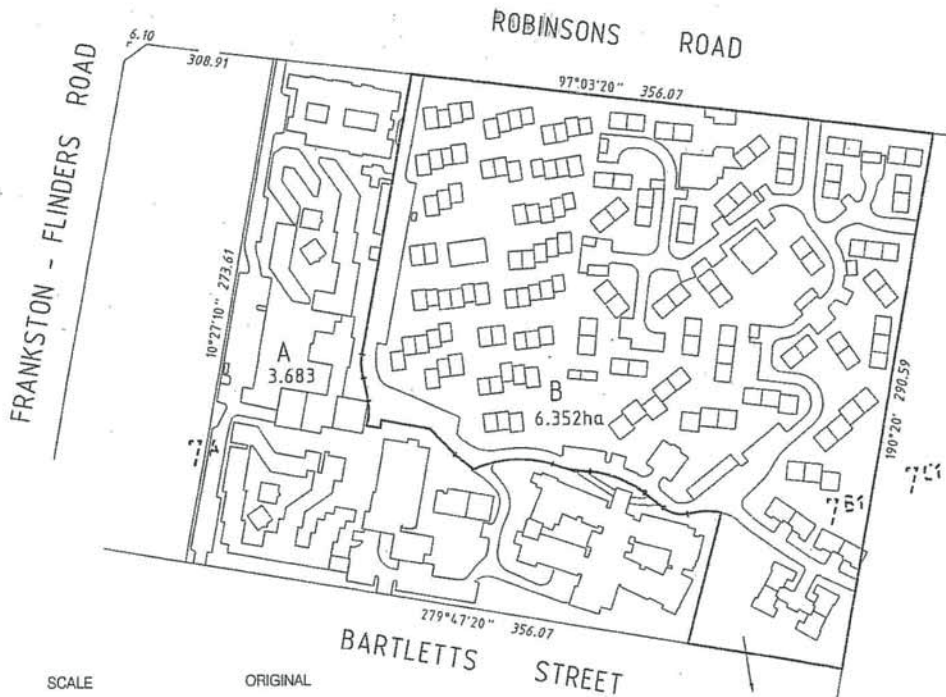 ROBINSONS ROAD
6.10
308.91
97°03'20" 356.07
FRANKSTON - FLINDERS ROAD
10°27'10" 273.61
A
3.683
B
6.352ha
190°20' 290.59
279°47'20" 356.07
BARTLETTS STREET
SCALE ORIGINAL